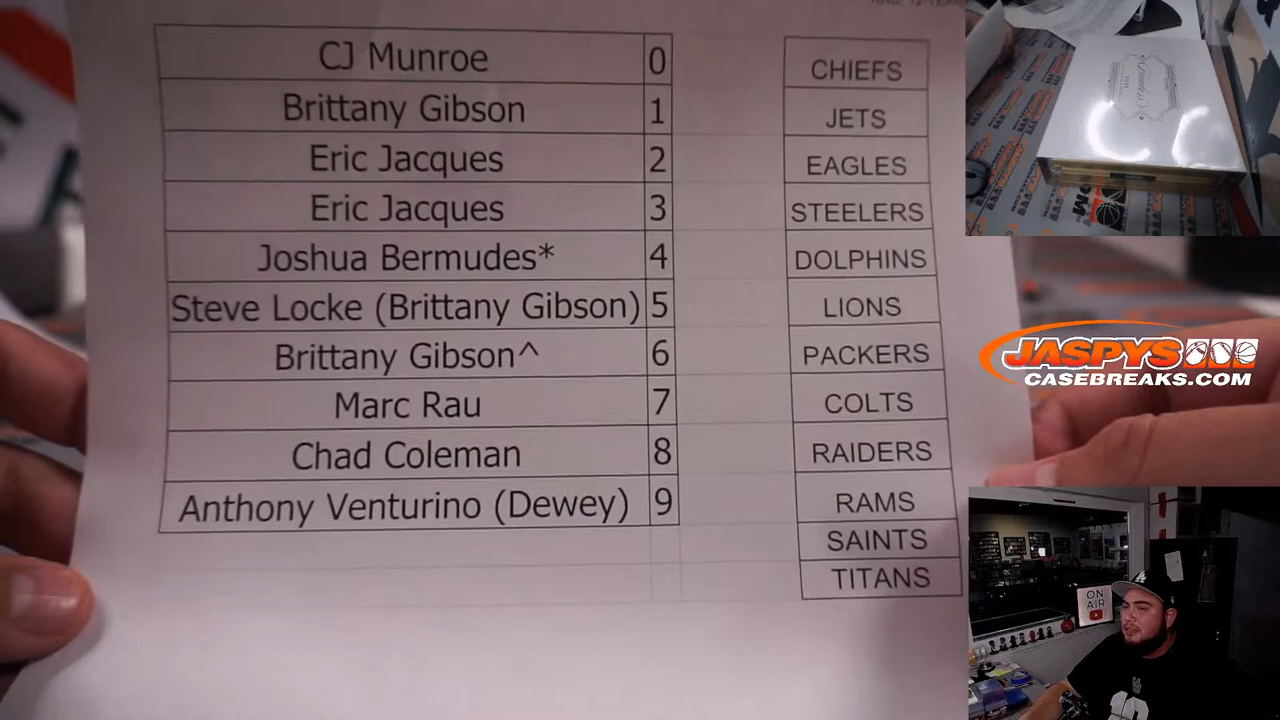 CJ Munroe 0 CHIEFS
Brittany Gibson 1 JETS
Eric Jacques 2 EAGLES
Eric Jacques 3 STEELERS
Joshua Bermudes* 4 DOLPHINS
Steve Locke (Brittany Gibson) 5 LIONS
Brittany Gibson^ 6 PACKERS
Marc Rau 7 COLTS
Chad Coleman 8 RAIDERS
Anthony Venturino (Dewey) 9 RAMS
SAINTS
TITANS
JASPYS
CASEBREAKS.COM
ON
AIR